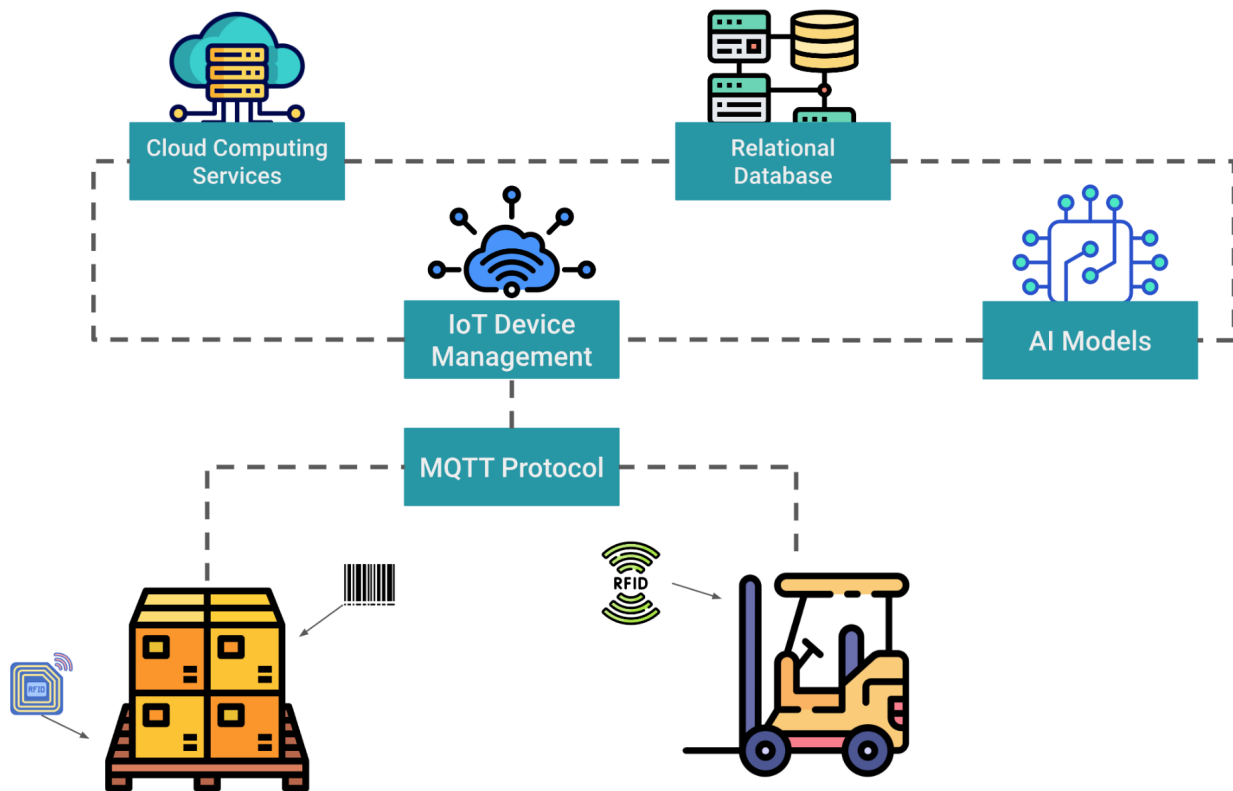 Cloud Computing
Services
Relational
Database
IoT Device
Management
AI Models
MQTT Protocol
RFID
RFID